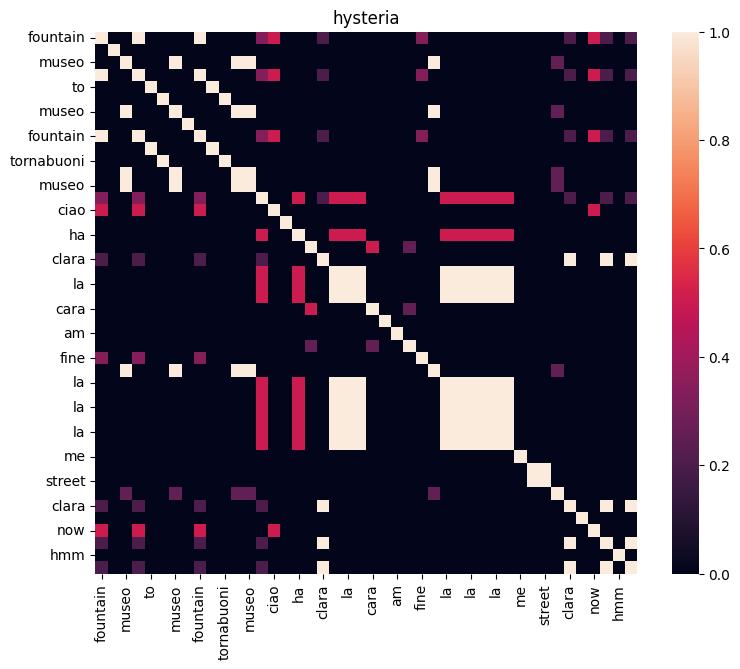 hysteria
fountain
museo
to
museo
fountain
tornabuoni
museo
ciao
ha
clara
la
cara
am
fine
la
la
la
me
street
clara
now
hmm
fountain
museo
to
museo
fountain
tornabuoni
museo
ciao
ha
clara
la
cara
am
fine
la
la
la
me
street
clara
now
hmm
1.0
0.8
0.6
0.4
0.2
0.0